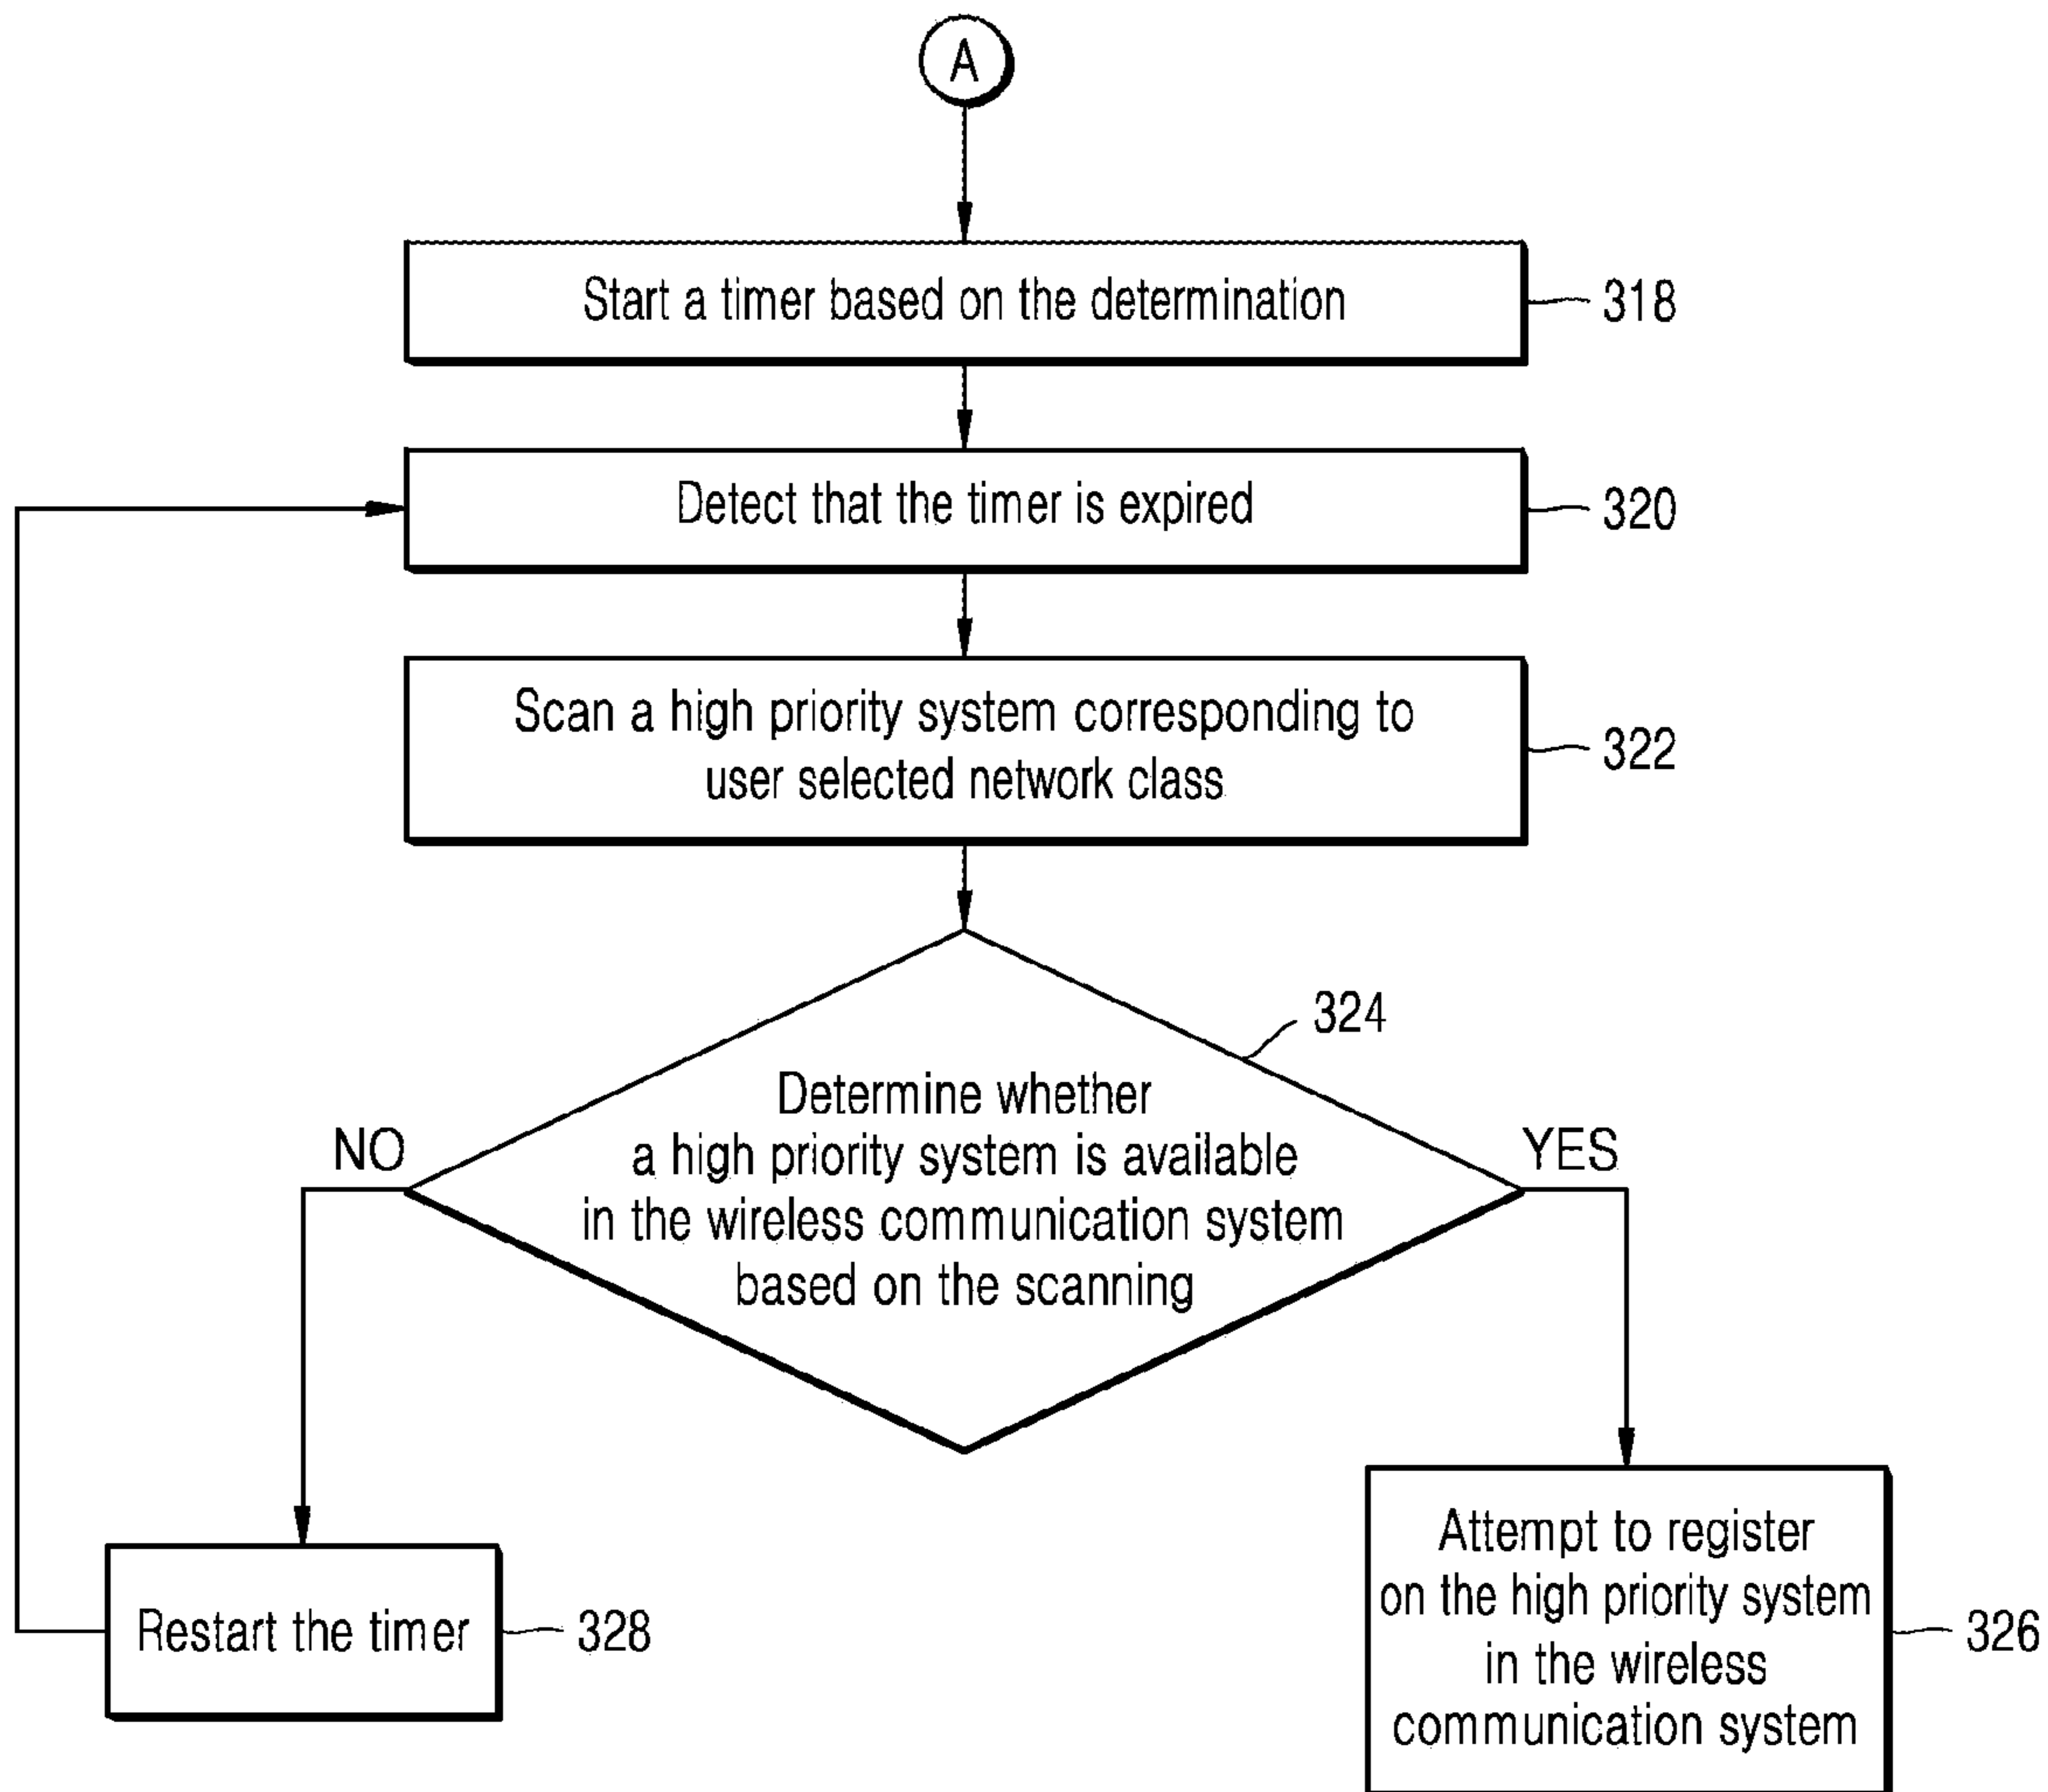 A
Start a timer based on the determination
318
Detect that the timer is expired
320
Scan a high priority system corresponding to
user selected network class
322
324
Determine whether
a high priority system is available
in the wireless communication system
based on the scanning
NO
YES
Restart the timer
328
Attempt to register
on the high priority system
in the wireless
communication system
326